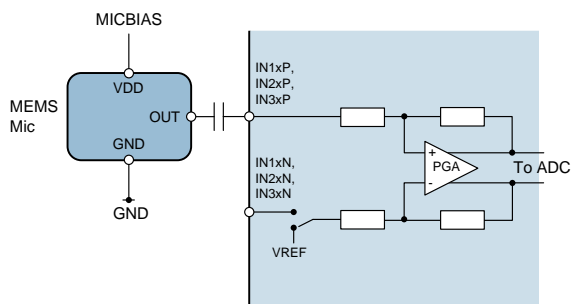 MICBIAS
VDD
MEMS
Mic
OUT
GND
GND
IN1xP,
IN2xP,
IN3xP
IN1xN,
IN2xN,
IN3xN
VREF
+
PGA
-
To ADC